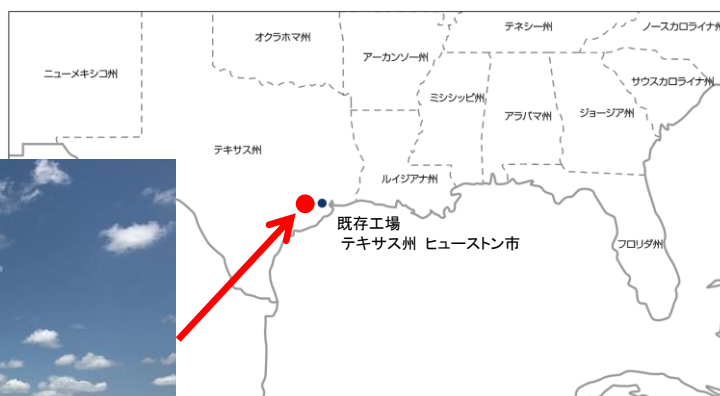 テネシー州
ノースカロライナ州
オクラホマ州
アーカンソー州
ニューメキシコ州
サウスカロライナ州
ミシシッピ州
アラバマ州
ジョージア州
テキサス州
ルイジアナ州
既存工場
テキサス州 ヒューストン市
フロリダ州